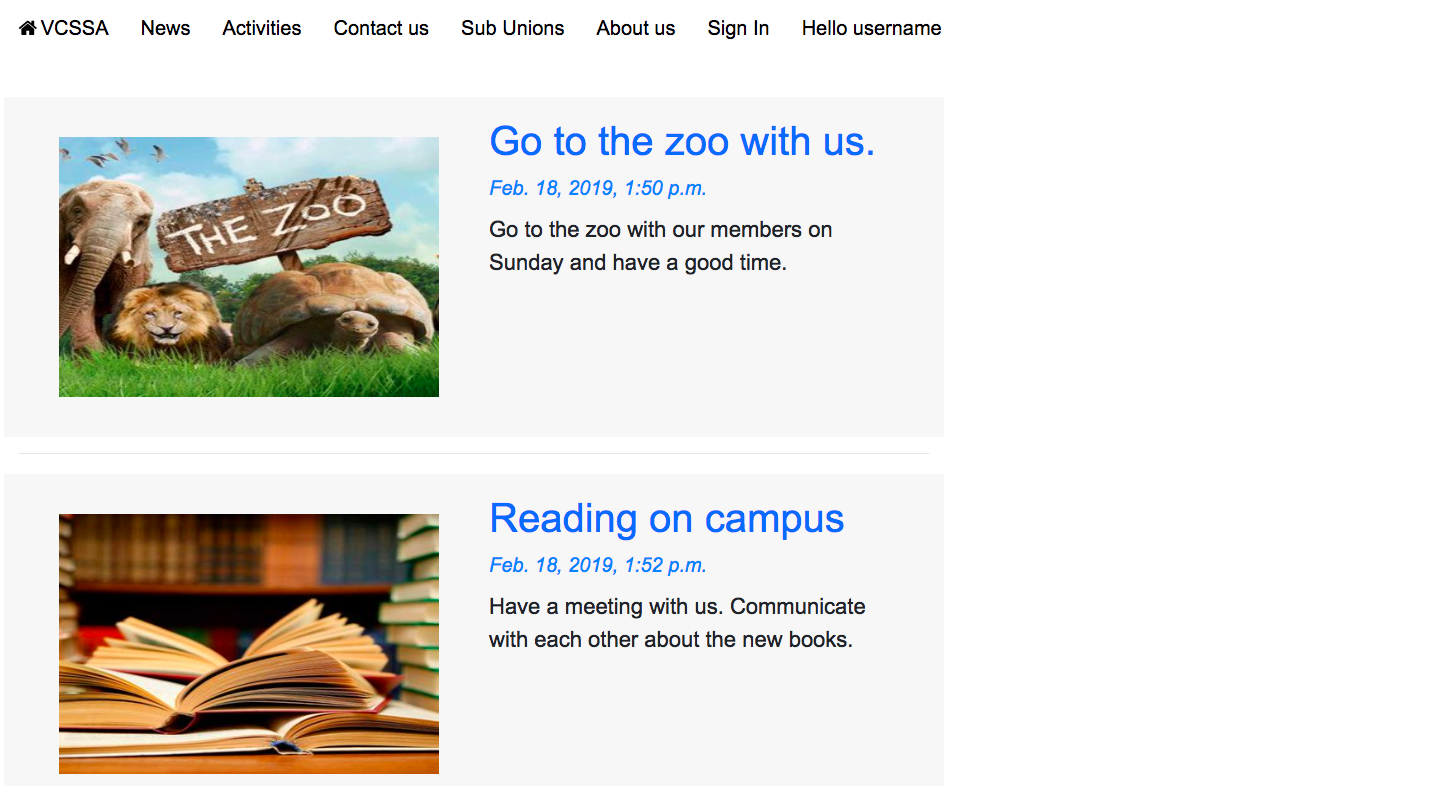 VCSSA News Activities Contact us Sub Unions About us Sign In Hello username
THE ZOO
Go to the zoo with us.
Feb. 18, 2019, 1:50 p.m.
Go to the zoo with our members on
Sunday and have a good time.
Reading on campus
Feb. 18, 2019, 1:52 p.m.
Have a meeting with us. Communicate
with each other about the new books.